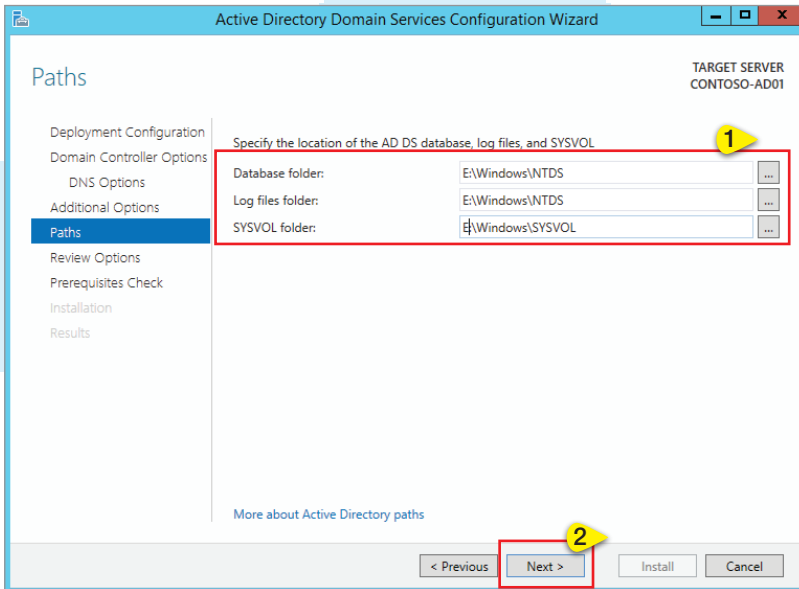 Active Directory Domain Services Configuration Wizard
Paths
TARGET SERVER
CONTOSO-AD01
Deployment Configuration
Domain Controller Options
DNS Options
Additional Options
Paths
Review Options
Prerequisites Check
Installation
Results
Specify the location of the AD DS database, log files, and SYSVOL
1
Database folder: E:\Windows\NTDS ...
Log files folder: E:\Windows\NTDS ...
SYSVOL folder: E:\Windows\SYSVOL ...
More about Active Directory paths
2
< Previous Next > Install Cancel